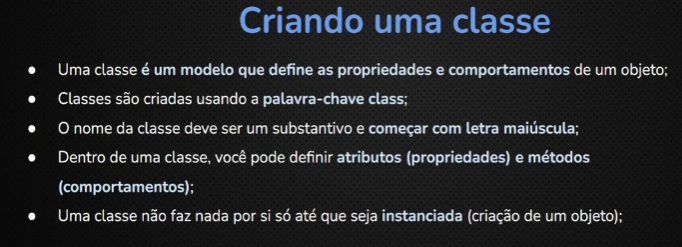 Criando uma classe
● Uma classe é um modelo que define as propriedades e comportamentos de um objeto;
● Classes são criadas usando a palavra-chave class;
● O nome da classe deve ser um substantivo e começar com letra maiúscula;
● Dentro de uma classe, você pode definir atributos (propriedades) e métodos
(comportamentos);
● Uma classe não faz nada por si só até que seja instanciada (criação de um objeto);